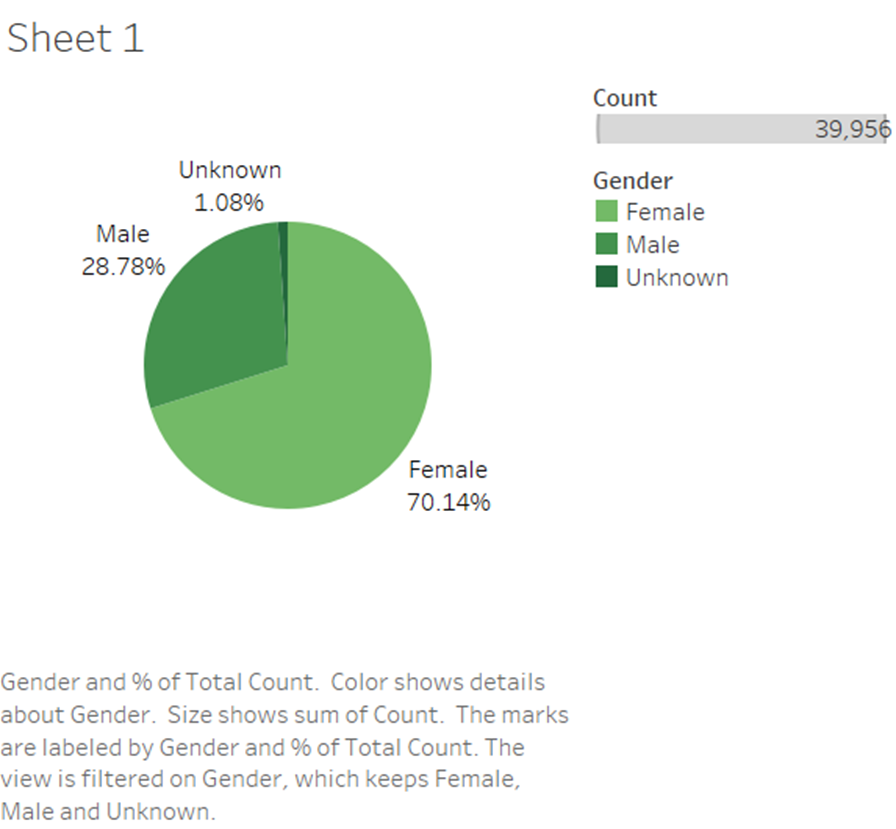 Sheet 1
Count
39,956
Gender
Female
Male
Unknown
Unknown
1.08%
Male
28.78%
Female
70.14%
Gender and % of Total Count.  Color shows details
about Gender.  Size shows sum of Count.  The marks
are labeled by Gender and % of Total Count. The
view is filtered on Gender, which keeps Female,
Male and Unknown.